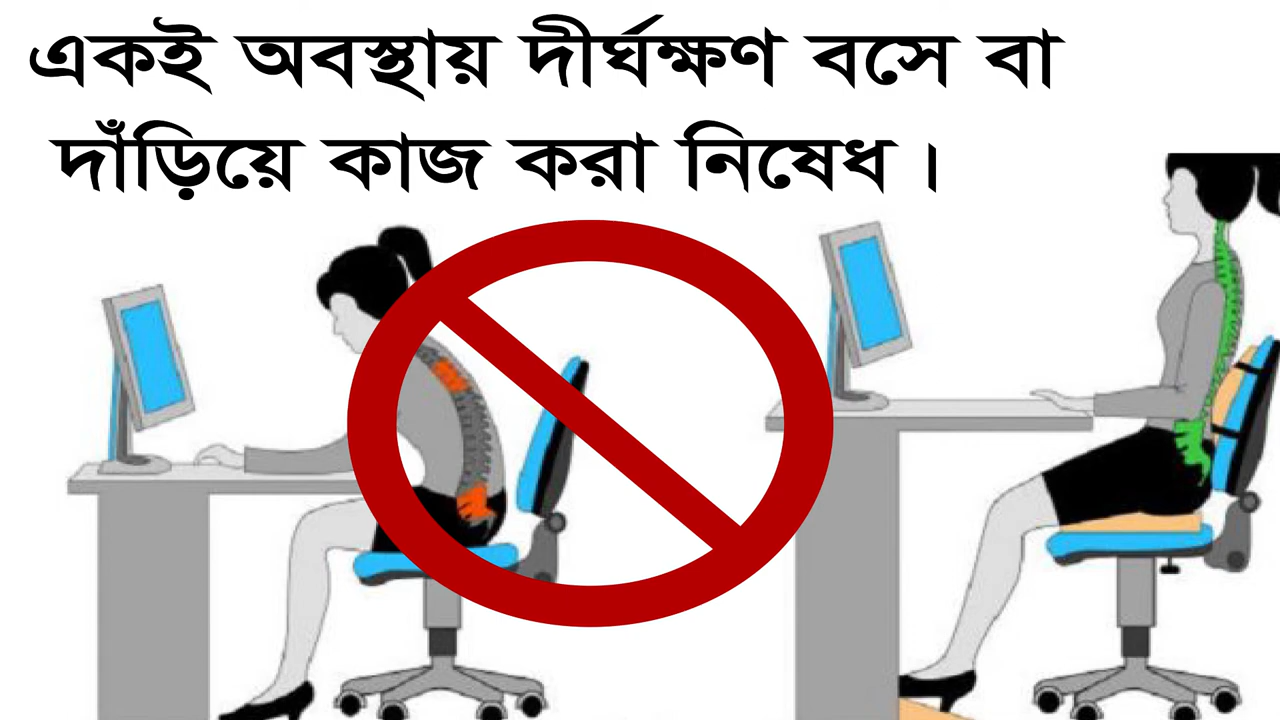 একই অবস্থায় দীর্ঘক্ষণ বসে বা
দাঁড়িয়ে কাজ করা নিষেধ।